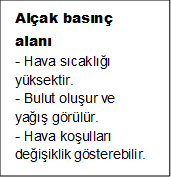 Alçak basınç
alanı
- Hava sıcaklığı
yüksektir.
- Bulut oluşur ve
yağış görülür.
- Hava koşulları
değişiklik gösterebilir.